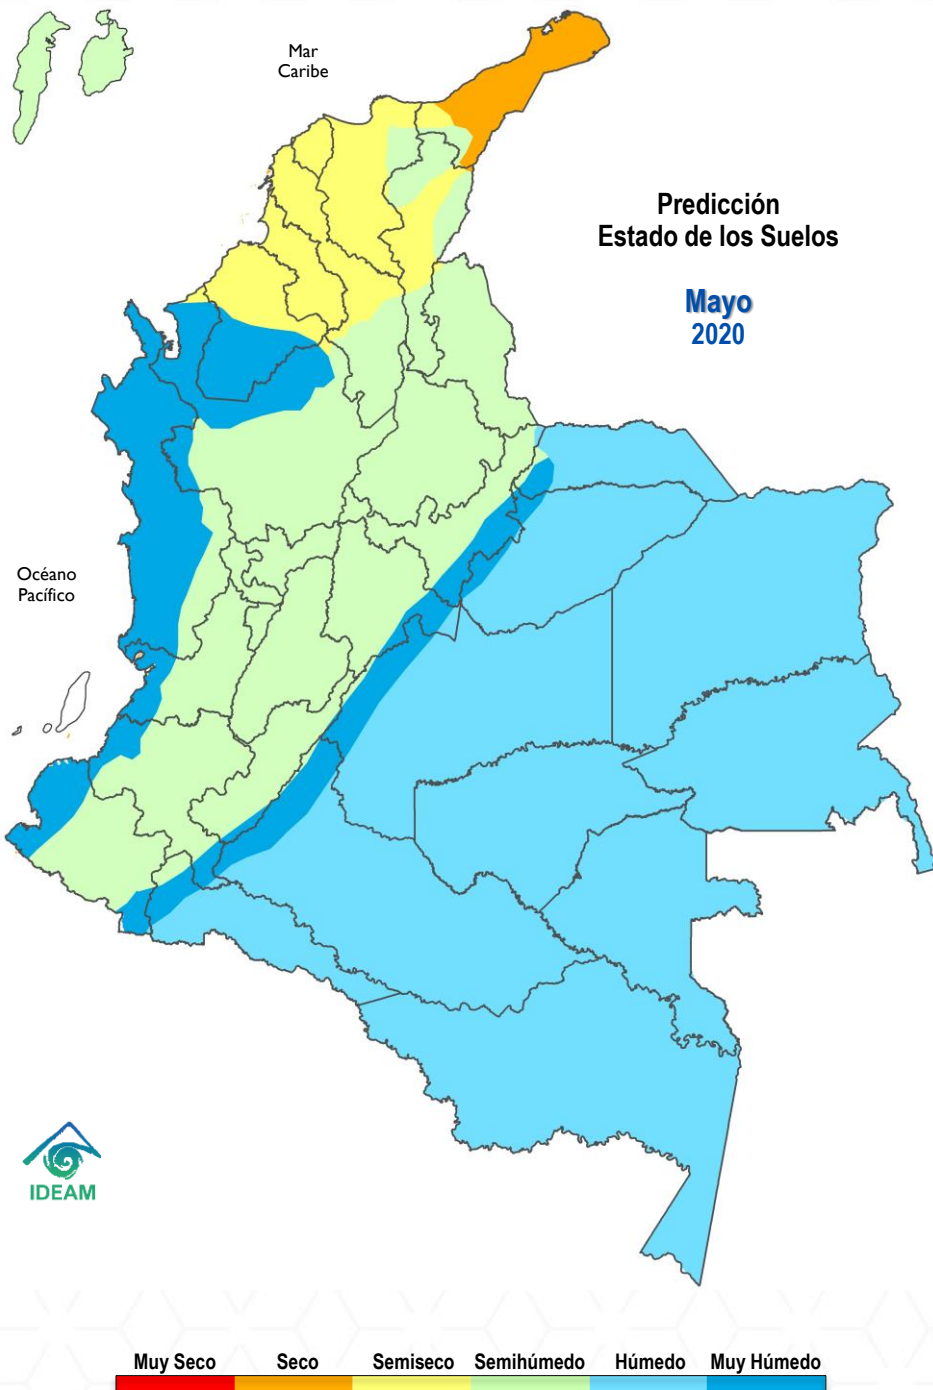 Mar
Caribe
Predicción
Estado de los Suelos
Mayo
2020
Océano
Pacífico
IDEAM
Muy Seco Seco Semiseco Semihúmedo Húmedo Muy Húmedo